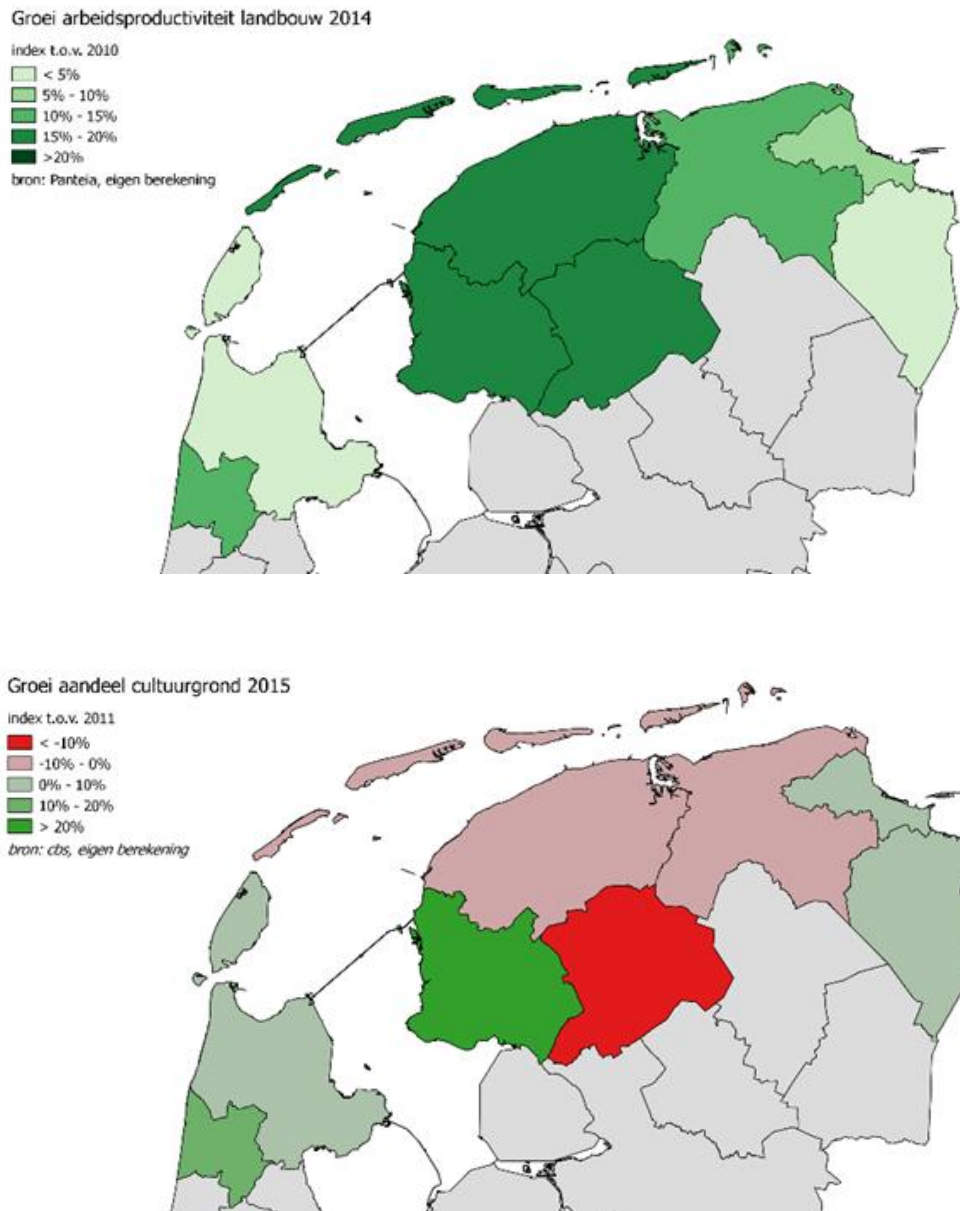 Groei arbeidsproductiviteit landbouw 2014
index t.o.v. 2010
< 5%
5% - 10%
10% - 15%
15% - 20%
>20%
bron: Panteia, eigen berekening
Groei aandeel cultuurgrond 2015
index t.o.v. 2011
< -10%
-10% - 0%
0% - 10%
10% - 20%
> 20%
bron: cbs, eigen berekening